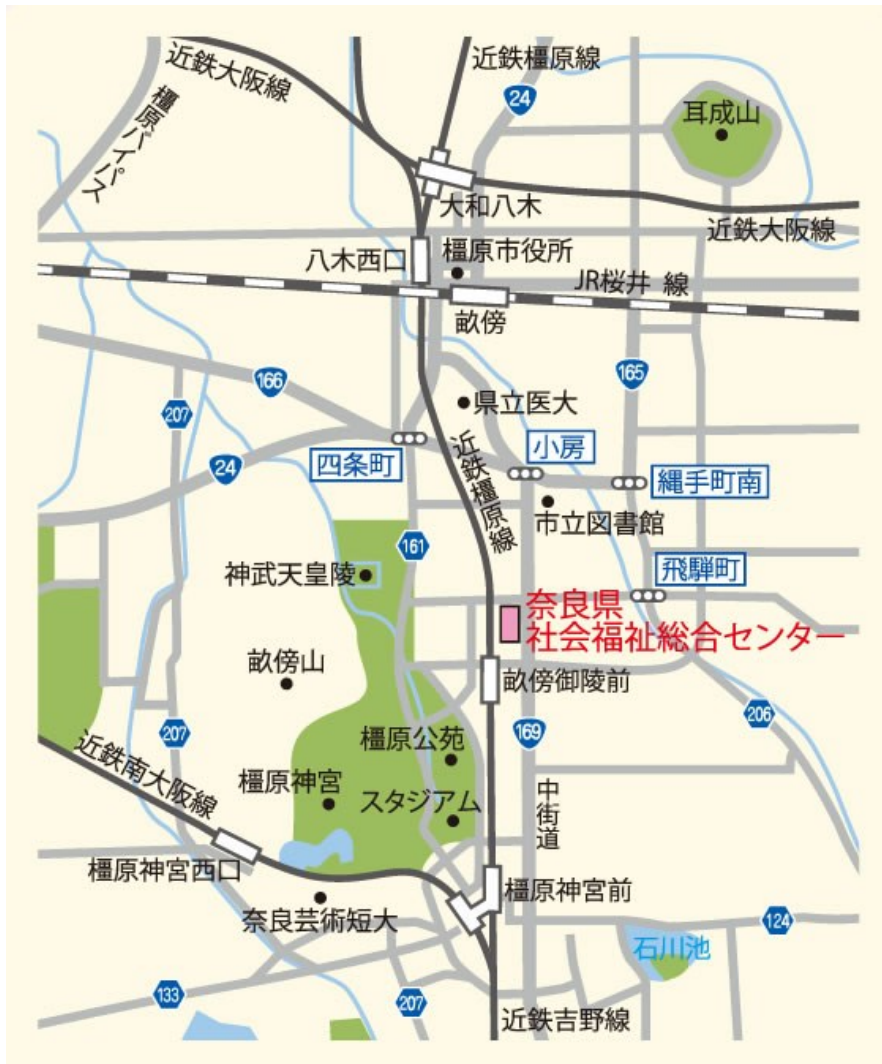 近鉄大阪線
近鉄橿原線
24
耳成山
橿原バイパス
大和八木
近鉄大阪線
八木西口
橿原市役所
JR桜井 線
畝傍
166
165
207
県立医大
四条町
小房
24
近鉄橿原線
縄手町南
市立図書館
161
神武天皇陵
飛騨町
奈良県
社会福祉総合センター
畝傍山
畝傍御陵前
206
207
橿原公苑
169
近鉄南大阪線
橿原神宮
スタジアム
中街道
橿原神宮西口
橿原神宮前
奈良芸術短大
124
石川池
133
207
近鉄吉野線